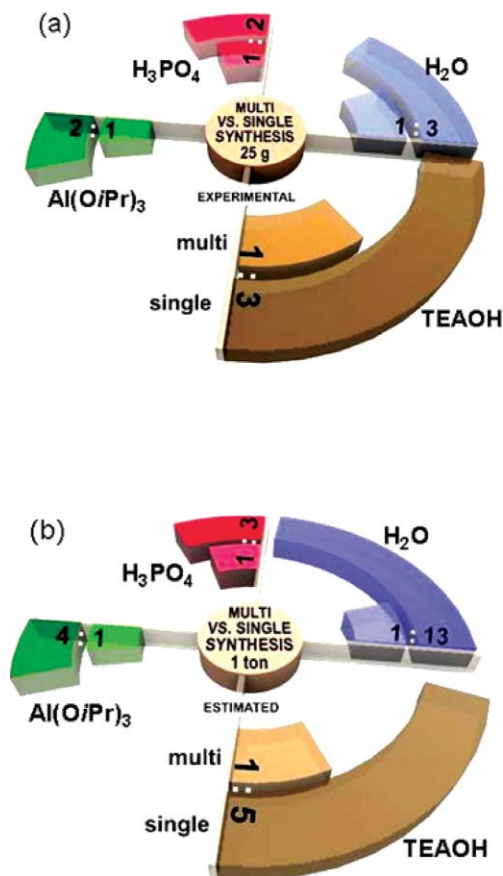 (a)
2
1
H₃PO₄
H₂O
MULTI
VS. SINGLE
SYNTHESIS
25 g
1 : 3
2 : 1
Al(OiPr)₃
EXPERIMENTAL
multi
1
single
3
TEAOH
(b)
3
1
H₃PO₄
H₂O
MULTI
VS. SINGLE
SYNTHESIS
1 ton
1 : 13
4 : 1
Al(OiPr)₃
ESTIMATED
multi
1
single
5
TEAOH